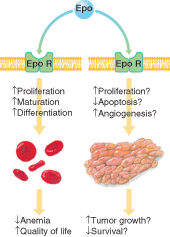 Epo
Epo R
Epo R
↑Proliferation
↑Maturation
↑Differentiation
↑Proliferation?
↓Apoptosis?
↑Angiogenesis?
↓Anemia
↑Quality of life
↑Tumor growth?
↓Survival?